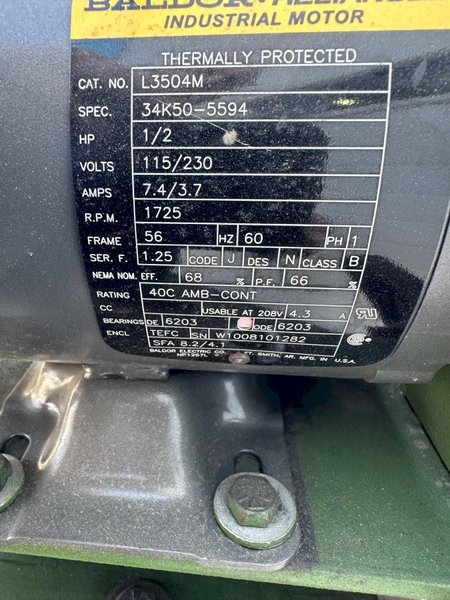 BALDOR • RELIANCE
INDUSTRIAL MOTOR
THERMALLY PROTECTED
CAT. NO. L3504M
SPEC. 34K50-5594
HP 1/2
VOLTS 115/230
AMPS 7.4/3.7
R.P.M. 1725
FRAME 56 HZ 60 PH 1
SER. F. 1.25 CODE J DES N CLASS B
NEMA NOM. EFF. 68 % P.F. 66 %
RATING 40C AMB-CONT
CC USABLE AT 208V 4.3 A
BEARINGS DE 6203 ODE 6203
ENCL TEFC SN W1008101282
SFA 8.2/4.1
BALDOR ELECTRIC CO. SMITH, AR. MFG. IN U.S.A.
NP1257L